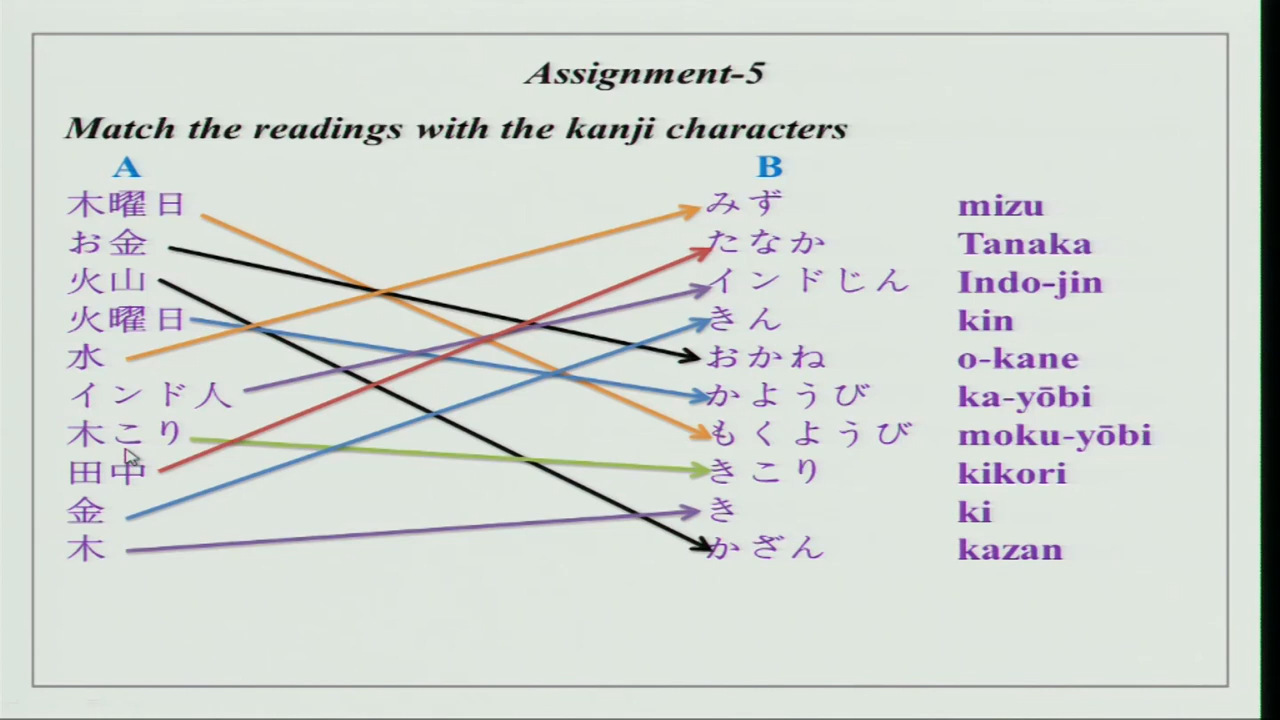 Assignment-5
Match the readings with the kanji characters
A B
木曜日 みず mizu
お金 たなか Tanaka
火山 インドじん Indo-jin
火曜日 きん kin
水 おかね o-kane
インド人 かようび ka-yōbi
木こり もくようび moku-yōbi
田中 きこり kikori
金 き ki
木 かざん kazan